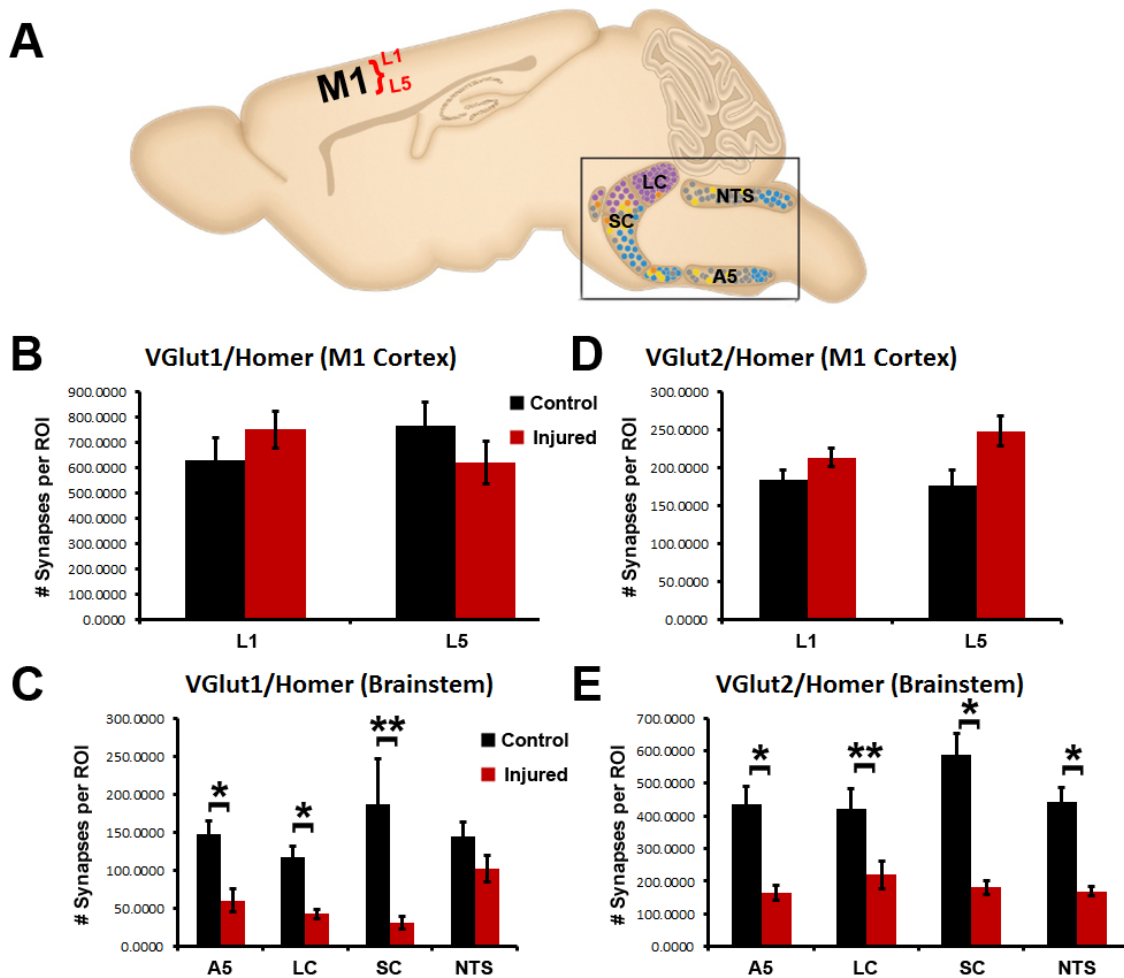 A
M1 } L1
L5
LC
NTS
SC
A5
B
VGlut1/Homer (M1 Cortex)
# Synapses per ROI
900.0000
800.0000
700.0000
600.0000
500.0000
400.0000
300.0000
200.0000
100.0000
0.0000
L1
L5
Control
Injured
D
VGlut2/Homer (M1 Cortex)
# Synapses per ROI
300.0000
250.0000
200.0000
150.0000
100.0000
50.0000
0.0000
L1
L5
C
VGlut1/Homer (Brainstem)
# Synapses per ROI
300.0000
250.0000
200.0000
150.0000
100.0000
50.0000
0.0000
*
*
**
A5
LC
SC
NTS
Control
Injured
E
VGlut2/Homer (Brainstem)
# Synapses per ROI
700.0000
600.0000
500.0000
400.0000
300.0000
200.0000
100.0000
0.0000
*
**
*
*
A5
LC
SC
NTS